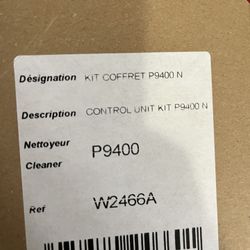 Désignation KIT COFFRET P9400 N
Description CONTROL UNIT KIT P9400 N
Nettoyeur
Cleaner P9400
Ref W2466A